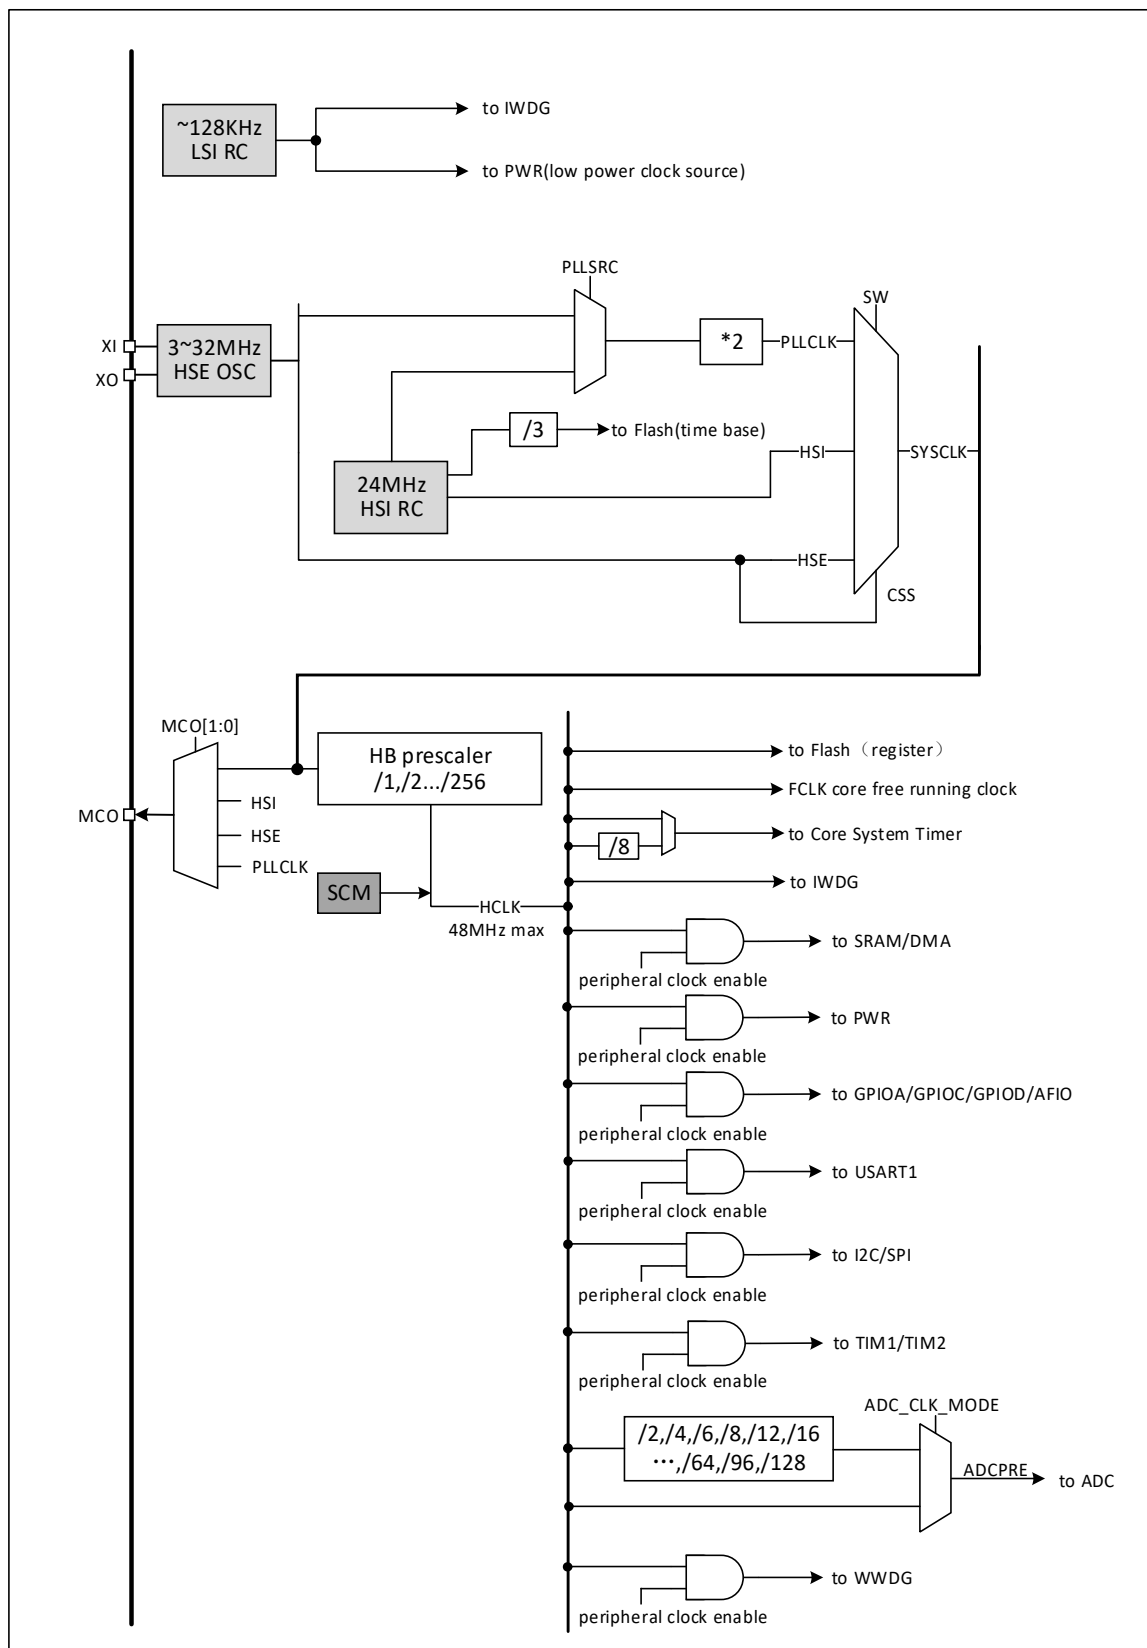 to IWDG
~128KHz
LSI RC
to PWR(low power clock source)
PLLSRC
SW
XI
XO
3~32MHz
HSE OSC
*2
PLLCLK
/3
to Flash(time base)
HSI
SYSCLK
24MHz
HSI RC
HSE
CSS
MCO[1:0]
HB prescaler
/1,/2.../256
to Flash（register）
FCLK core free running clock
HSI
MCO
HSE
/8
to Core System Timer
PLLCLK
SCM
to IWDG
HCLK
48MHz max
to SRAM/DMA
peripheral clock enable
to PWR
peripheral clock enable
to GPIOA/GPIOC/GPIOD/AFIO
peripheral clock enable
to USART1
peripheral clock enable
to I2C/SPI
peripheral clock enable
to TIM1/TIM2
peripheral clock enable
ADC_CLK_MODE
/2,/4,/6,/8,/12,/16
…,/64,/96,/128
ADCPRE
to ADC
to WWDG
peripheral clock enable